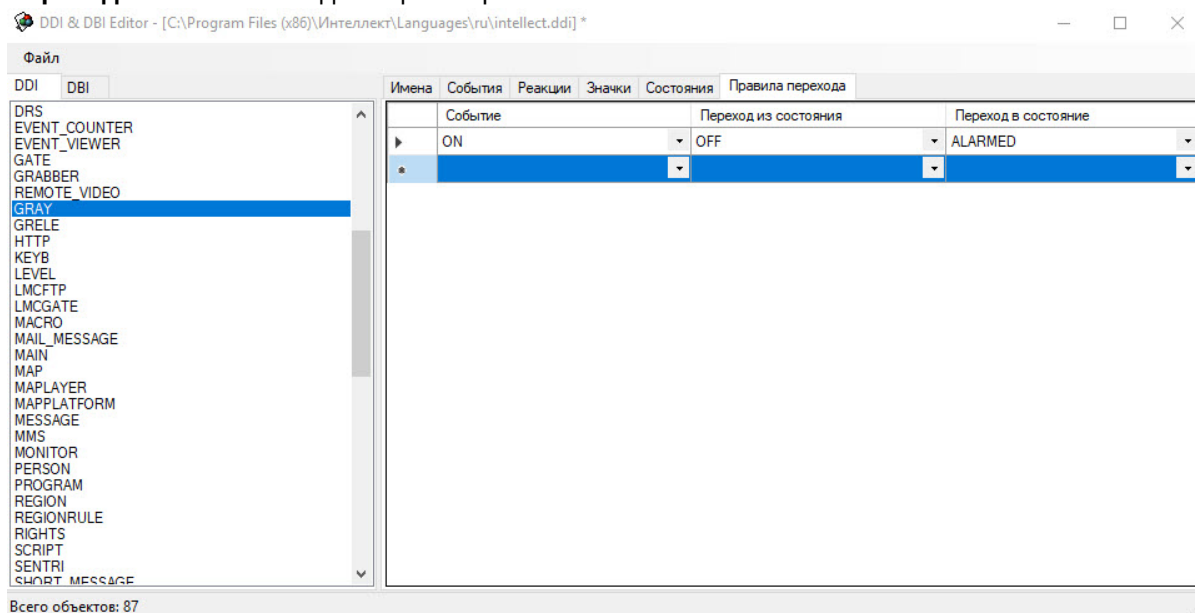 DDI & DBI Editor - [C:\Program Files (x86)\Интеллект\Languages\ru\intellect.ddi] *
Файл
DDI DBI
Имена События Реакции Значки Состояния Правила перехода
Событие Переход из состояния Переход в состояние
ON OFF ALARMED
DRS
EVENT_COUNTER
EVENT_VIEWER
GATE
GRABBER
REMOTE_VIDEO
GRAY
GRELE
HTTP
KEYB
LEVEL
LMCFTP
LMCGATE
MACRO
MAIL_MESSAGE
MAIN
MAP
MAPLAYER
MAPPLATFORM
MESSAGE
MMS
MONITOR
PERSON
PROGRAM
REGION
REGIONRULE
RIGHTS
SCRIPT
SENTRI
SHORT_MESSAGE
Всего объектов: 87